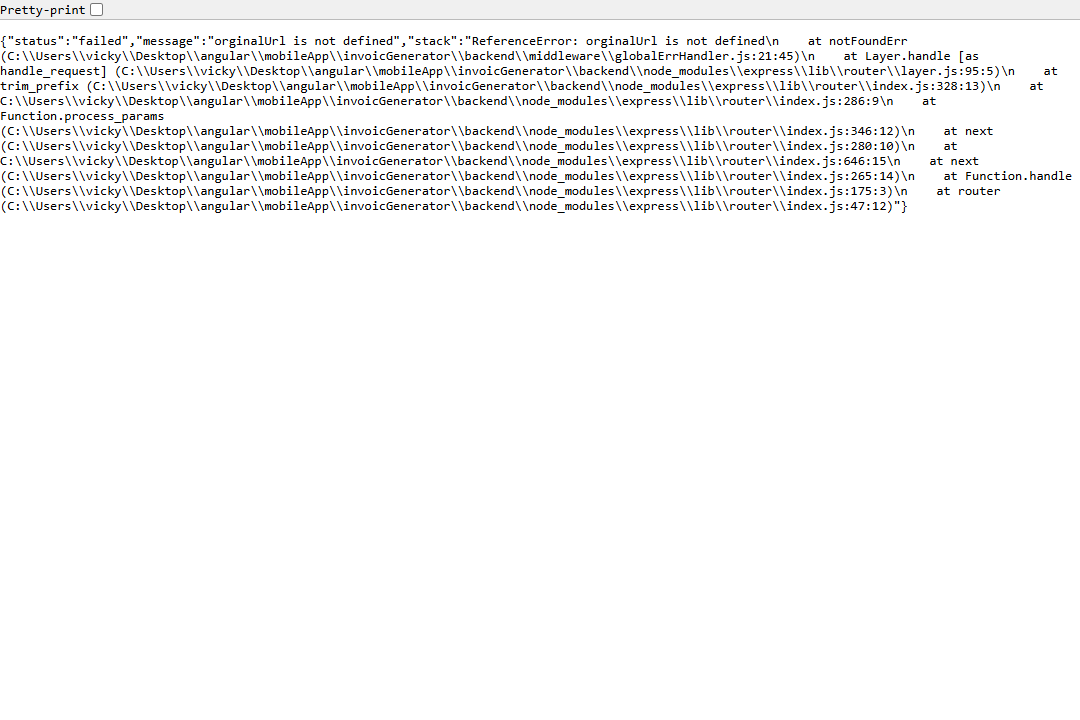 Pretty-print
{"status":"failed","message":"orginalUrl is not defined","stack":"ReferenceError: orginalUrl is not defined\n    at notFoundErr
(C:\\Users\\vicky\\Desktop\\angular\\mobileApp\\invoicGenerator\\backend\\middleware\\globalErrHandler.js:21:45)\n    at Layer.handle [as
handle_request] (C:\\Users\\vicky\\Desktop\\angular\\mobileApp\\invoicGenerator\\backend\\node_modules\\express\\lib\\router\\layer.js:95:5)\n    at
trim_prefix (C:\\Users\\vicky\\Desktop\\angular\\mobileApp\\invoicGenerator\\backend\\node_modules\\express\\lib\\router\\index.js:328:13)\n    at
C:\\Users\\vicky\\Desktop\\angular\\mobileApp\\invoicGenerator\\backend\\node_modules\\express\\lib\\router\\index.js:286:9\n    at
Function.process_params
(C:\\Users\\vicky\\Desktop\\angular\\mobileApp\\invoicGenerator\\backend\\node_modules\\express\\lib\\router\\index.js:346:12)\n    at next
(C:\\Users\\vicky\\Desktop\\angular\\mobileApp\\invoicGenerator\\backend\\node_modules\\express\\lib\\router\\index.js:280:10)\n    at
C:\\Users\\vicky\\Desktop\\angular\\mobileApp\\invoicGenerator\\backend\\node_modules\\express\\lib\\router\\index.js:646:15\n    at next
(C:\\Users\\vicky\\Desktop\\angular\\mobileApp\\invoicGenerator\\backend\\node_modules\\express\\lib\\router\\index.js:265:14)\n    at Function.handle
(C:\\Users\\vicky\\Desktop\\angular\\mobileApp\\invoicGenerator\\backend\\node_modules\\express\\lib\\router\\index.js:175:3)\n    at router
(C:\\Users\\vicky\\Desktop\\angular\\mobileApp\\invoicGenerator\\backend\\node_modules\\express\\lib\\router\\index.js:47:12)"}